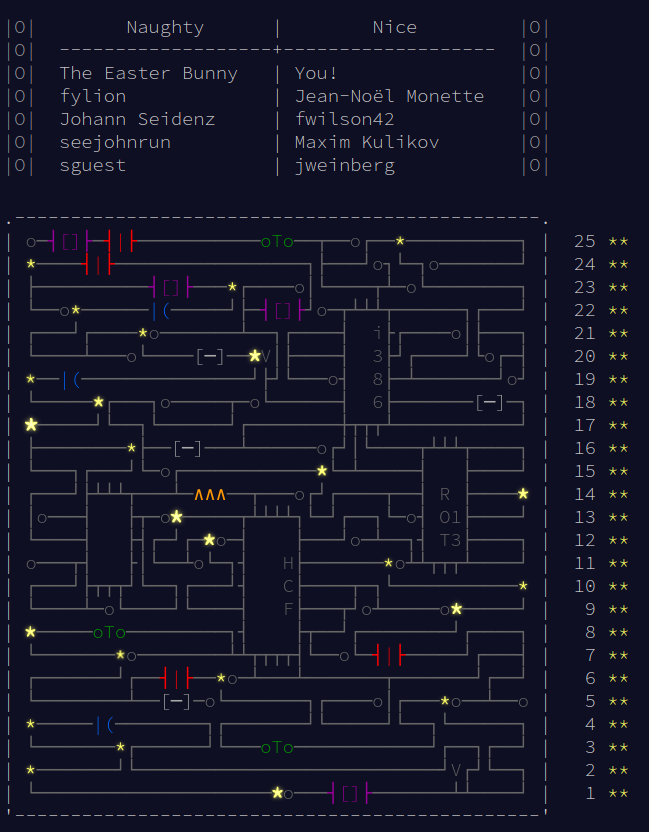 Naughty | Nice
The Easter Bunny | You!
fylion | Jean-Noël Monette
Johann Seidenz | fwilson42
seejohnrun | Maxim Kulikov
sguest | jweinberg
25 **
24 **
23 **
22 **
i 21 **
3 20 **
8 19 **
6 18 **
17 **
16 **
15 **
R 14 **
O1 13 **
T3 12 **
H 11 **
C 10 **
F 9 **
8 **
7 **
6 **
5 **
4 **
3 **
2 **
1 **